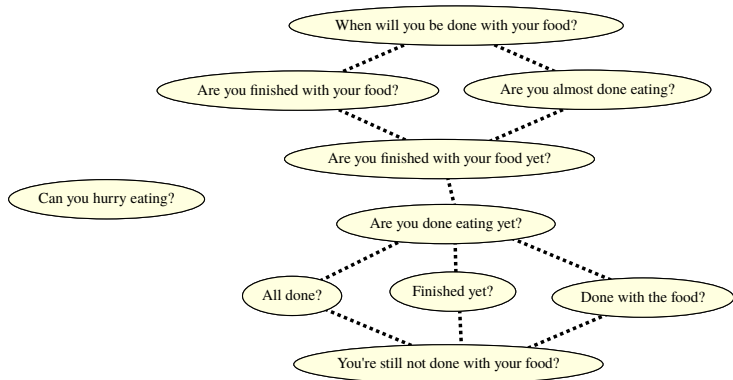 When will you be done with your food?
Are you finished with your food?
Are you almost done eating?
Are you finished with your food yet?
Can you hurry eating?
Are you done eating yet?
All done?
Finished yet?
Done with the food?
You're still not done with your food?